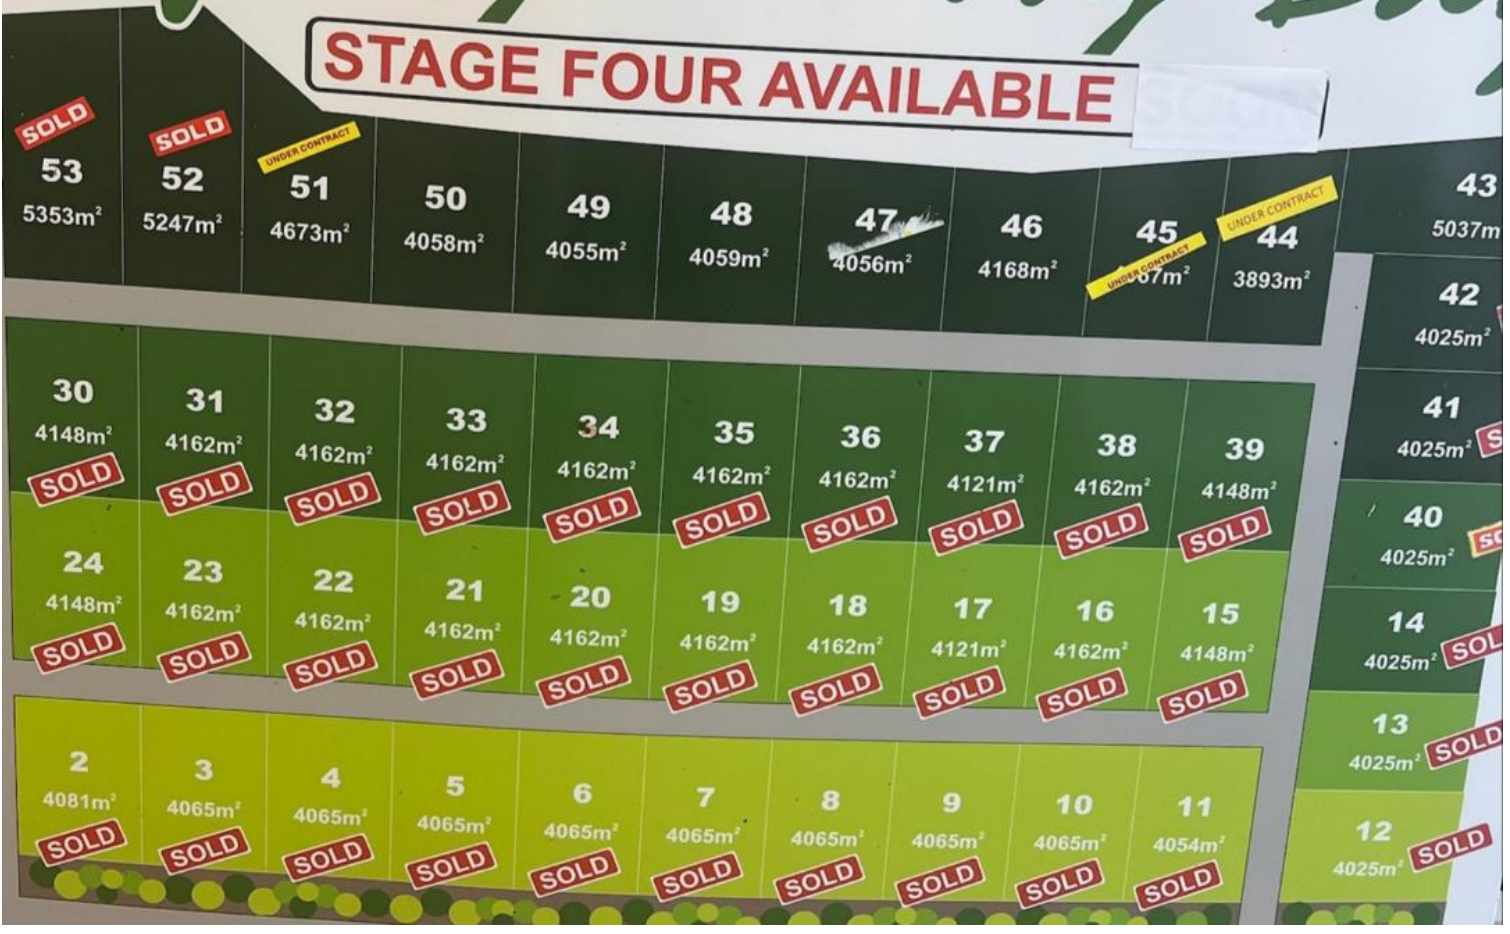 STAGE FOUR AVAILABLE
SOLD
53
5353m²
SOLD
52
5247m²
UNDER CONTRACT
51
4673m²
50
4058m²
49
4055m²
48
4059m²
47
4056m²
46
4168m²
45
UNDER CONTRACT
67m²
UNDER CONTRACT
44
3893m²
43
5037m
42
4025m²
41
4025m²
S
40
4025m²
SO
14
4025m²
SOL
13
4025m²
SOLD
12
4025m²
SOLD
30
4148m²
SOLD
31
4162m²
SOLD
32
4162m²
SOLD
33
4162m²
SOLD
34
4162m²
SOLD
35
4162m²
SOLD
36
4162m²
SOLD
37
4121m²
SOLD
38
4162m²
SOLD
39
4148m²
SOLD
24
4148m²
SOLD
23
4162m²
SOLD
22
4162m²
SOLD
21
4162m²
SOLD
20
4162m²
SOLD
19
4162m²
SOLD
18
4162m²
SOLD
17
4121m²
SOLD
16
4162m²
SOLD
15
4148m²
SOLD
2
4081m²
SOLD
3
4065m²
SOLD
4
4065m²
SOLD
5
4065m²
SOLD
6
4065m²
SOLD
7
4065m²
SOLD
8
4065m²
SOLD
9
4065m²
SOLD
10
4065m²
SOLD
11
4054m²
SOLD